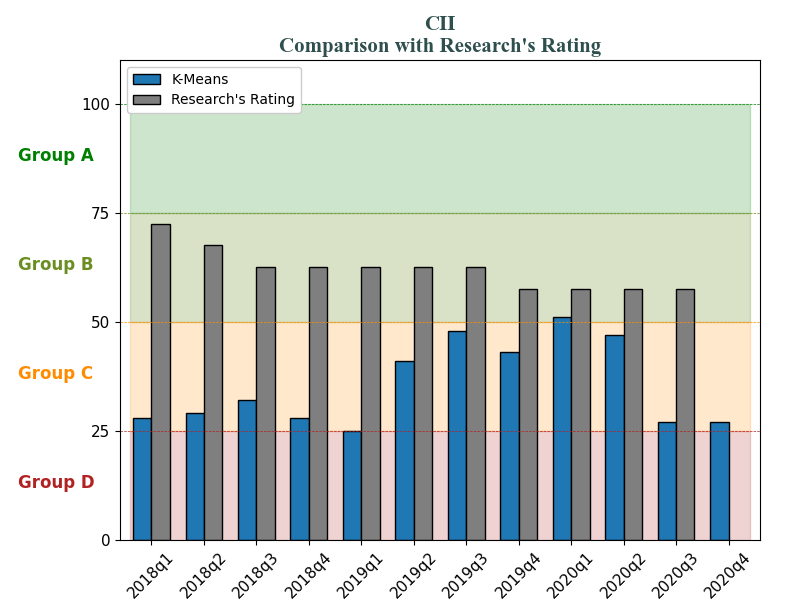 CII
Comparison with Research's Rating
K-Means
Research's Rating
100
Group A
75
Group B
50
Group C
25
Group D
0
2018q1 2018q2 2018q3 2018q4 2019q1 2019q2 2019q3 2019q4 2020q1 2020q2 2020q3 2020q4